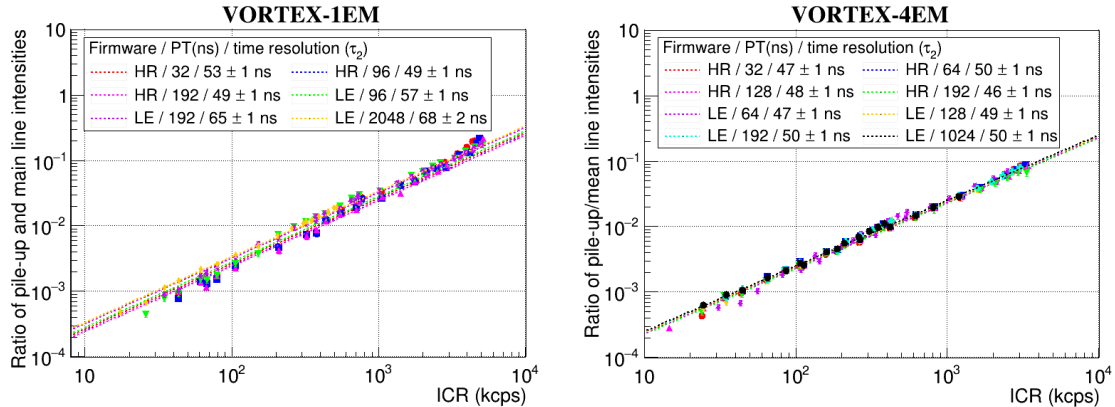 VORTEX-1EM
Ratio of pile-up and main line intensities
10
1
10⁻¹
10⁻²
10⁻³
10⁻⁴
Firmware / PT(ns) / time resolution (τ₂)
HR / 32 / 53 ± 1 ns
HR / 96 / 49 ± 1 ns
HR / 192 / 49 ± 1 ns
LE / 96 / 57 ± 1 ns
LE / 192 / 65 ± 1 ns
LE / 2048 / 68 ± 2 ns
10
10²
10³
10⁴
ICR (kcps)
VORTEX-4EM
Ratio of pile-up/mean line intensities
10
1
10⁻¹
10⁻²
10⁻³
10⁻⁴
Firmware / PT(ns) / time resolution (τ₂)
HR / 32 / 47 ± 1 ns
HR / 64 / 50 ± 1 ns
HR / 128 / 48 ± 1 ns
HR / 192 / 46 ± 1 ns
LE / 64 / 47 ± 1 ns
LE / 128 / 49 ± 1 ns
LE / 192 / 50 ± 1 ns
LE / 1024 / 50 ± 1 ns
10
10²
10³
10⁴
ICR (kcps)